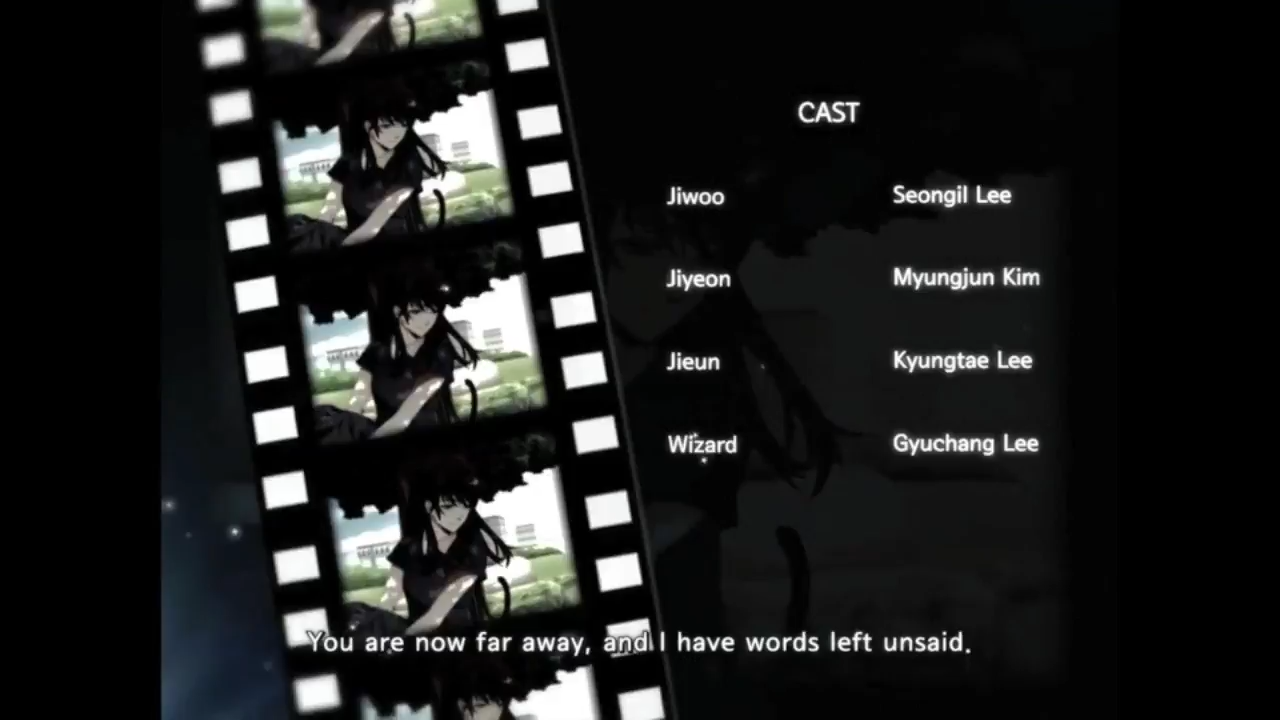 CAST
Jiwoo Seongil Lee
Jiyeon Myungjun Kim
Jieun Kyungtae Lee
Wizard Gyuchang Lee
You are now far away, and I have words left unsaid.